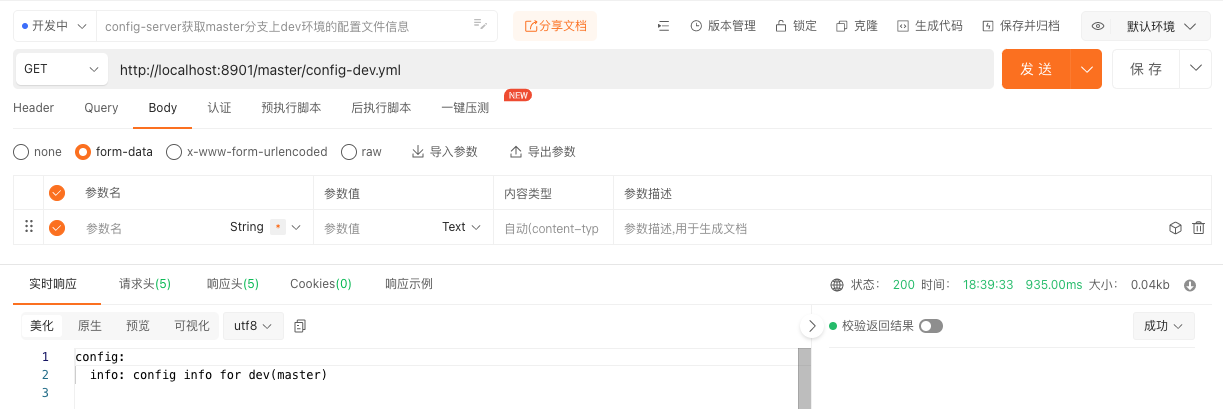 开发中 config-server获取master分支上dev环境的配置文件信息 分享文档 版本管理 锁定 克隆 生成代码 保存并归档 默认环境
GET http://localhost:8901/master/config-dev.yml 发送 保存
Header Query Body 认证 预执行脚本 后执行脚本 一键压测 NEW
none form-data x-www-form-urlencoded raw 导入参数 导出参数
参数名 参数值 内容类型 参数描述
参数名 String * 参数值 Text 自动(content-typ 参数描述,用于生成文档
实时响应 请求头(5) 响应头(5) Cookies(0) 响应示例 状态: 200 时间: 18:39:33 935.00ms 大小: 0.04kb
美化 原生 预览 可视化 utf8 校验返回结果 成功
1 config:
2 info: config info for dev(master)
3